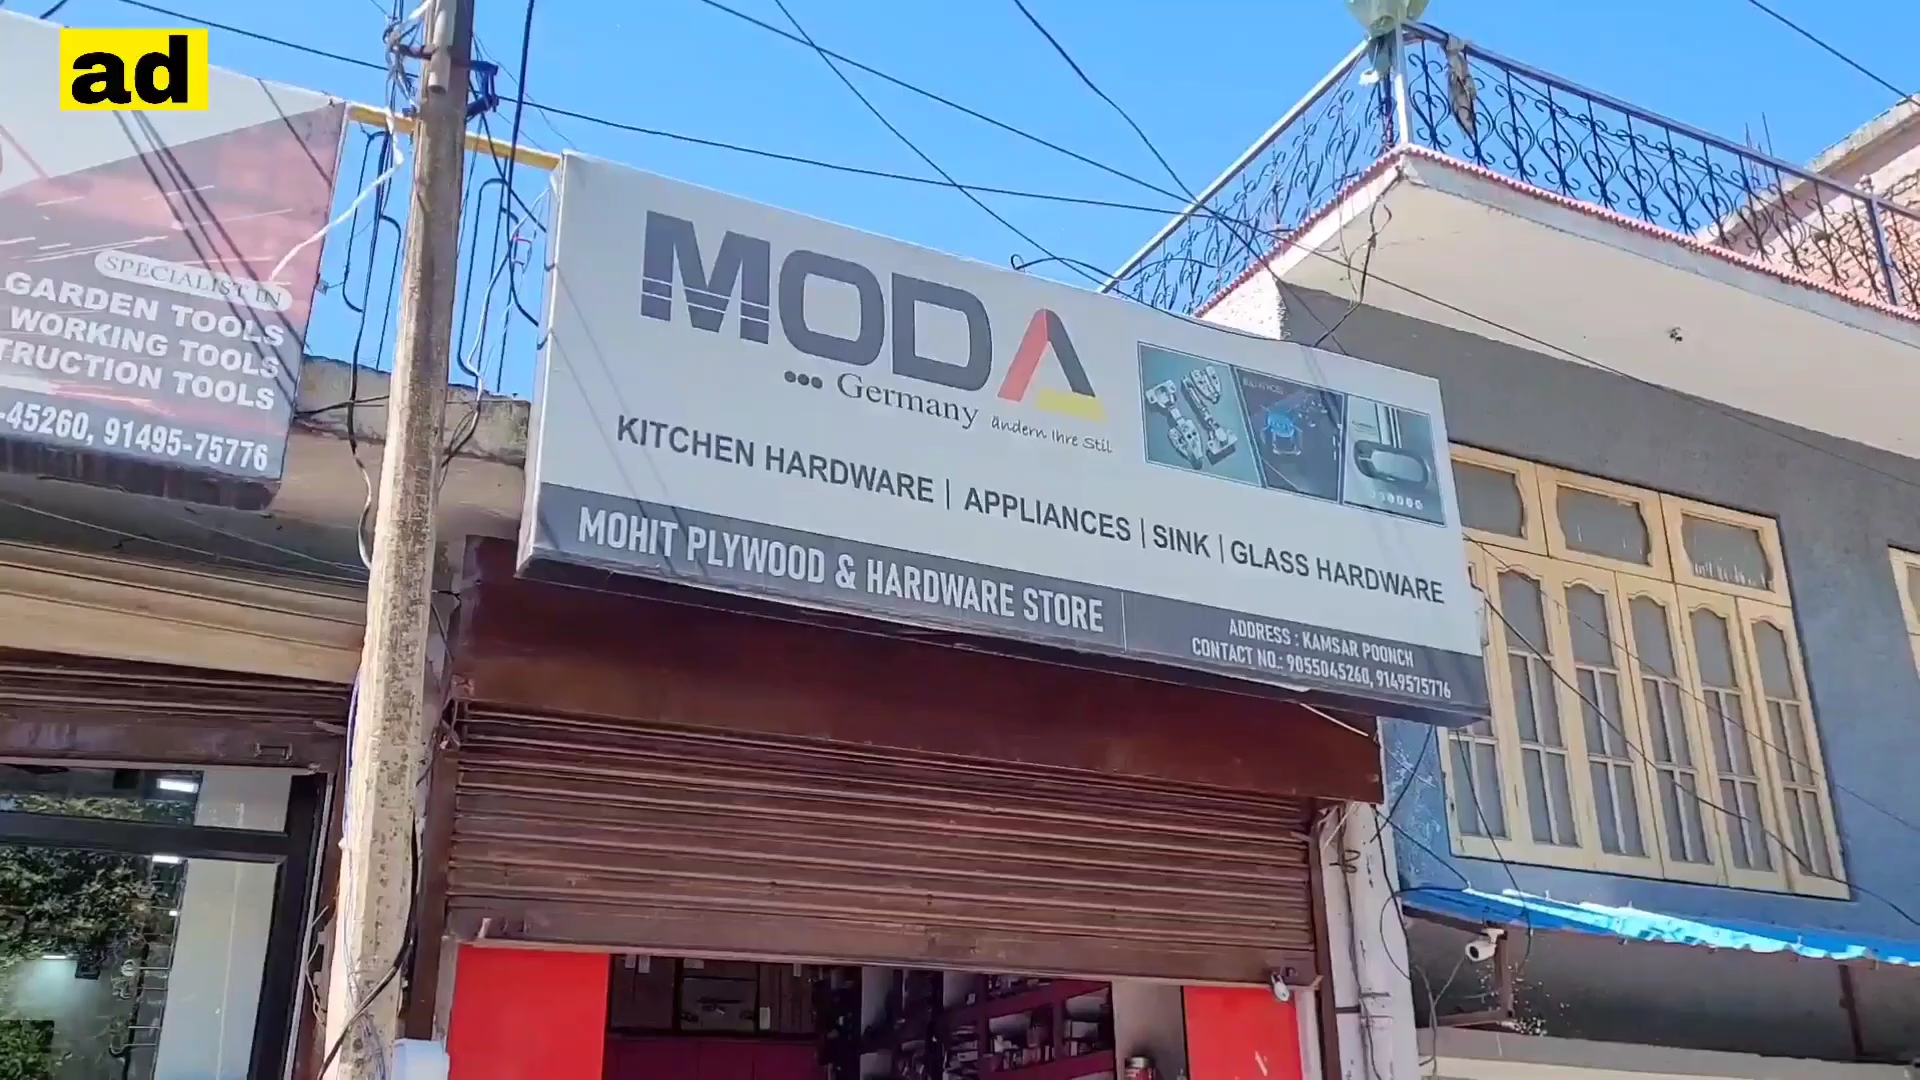 ad
SPECIALIST IN
GARDEN TOOLS
WORKING TOOLS
TRUCTION TOOLS
-45260, 91495-75776
MODA
Germany
ändern Ihre Stil
KITCHEN HARDWARE | APPLIANCES | SINK | GLASS HARDWARE
MOHIT PLYWOOD & HARDWARE STORE
ADDRESS : KAMSAR POONCH
CONTACT NO.: 9055045260, 9149575776